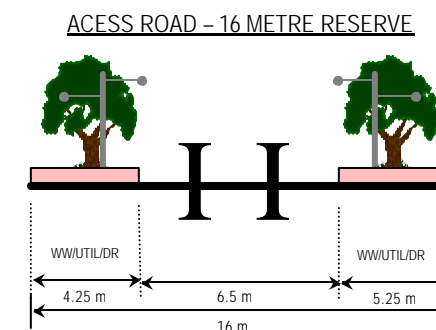 ACESS ROAD – 16 METRE RESERVE
WW/UTIL/DR WW/UTIL/DR
4.25 m 6.5 m 5.25 m
16 m